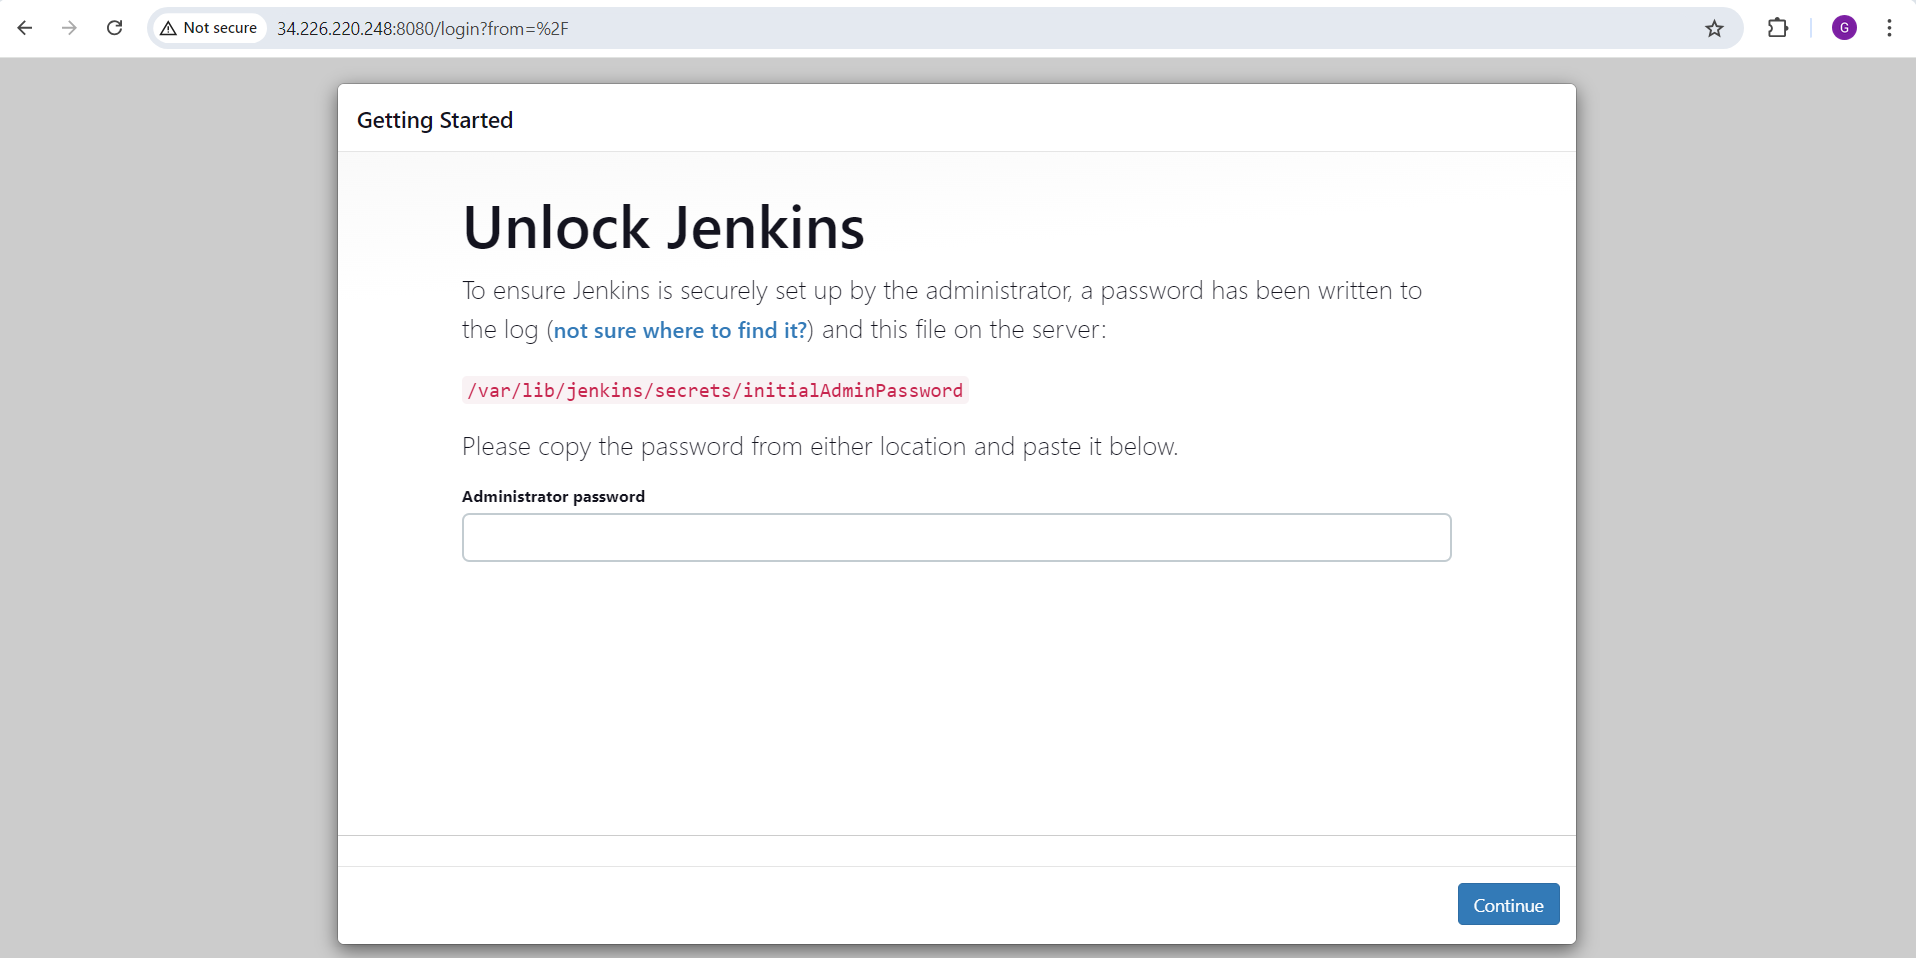 Not secure 34.226.220.248:8080/login?from=%2F
G
Getting Started
Unlock Jenkins
To ensure Jenkins is securely set up by the administrator, a password has been written to
the log (not sure where to find it?) and this file on the server:
/var/lib/jenkins/secrets/initialAdminPassword
Please copy the password from either location and paste it below.
Administrator password
Continue